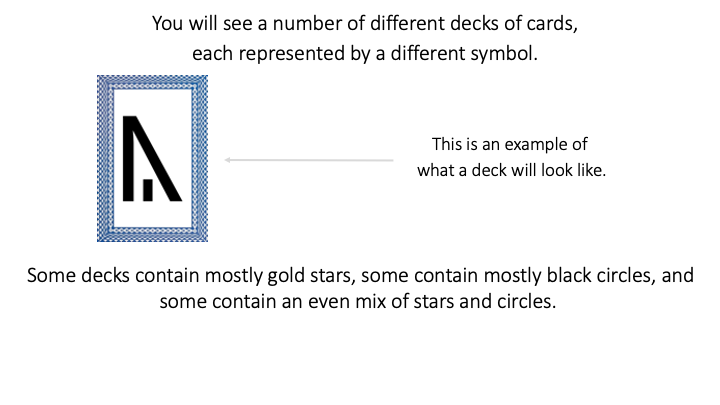 You will see a number of different decks of cards,
each represented by a different symbol.
This is an example of
what a deck will look like.
Some decks contain mostly gold stars, some contain mostly black circles, and
some contain an even mix of stars and circles.